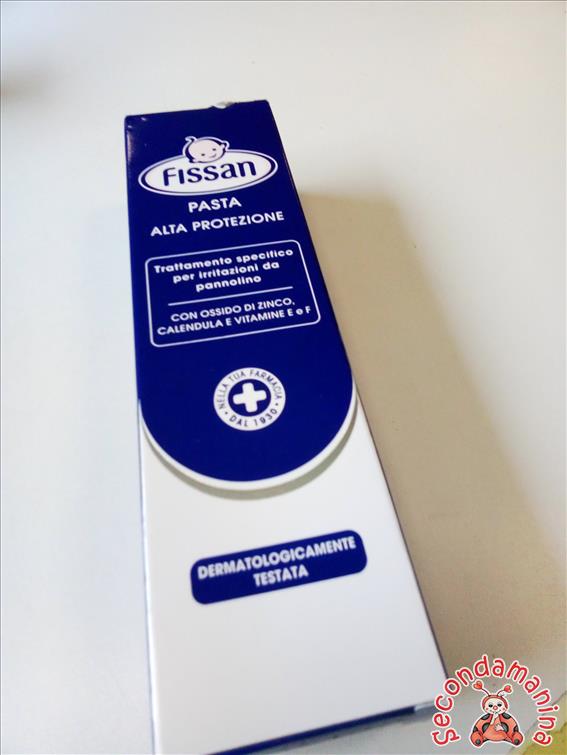 Fissan
PASTA
ALTA PROTEZIONE
Trattamento specifico
per irritazioni da
pannolino
CON OSSIDO DI ZINCO,
CALENDULA E VITAMINE E e F
NELLA TUA FARMACIA
DAL 1930
DERMATOLOGICAMENTE
TESTATA
secondamanina